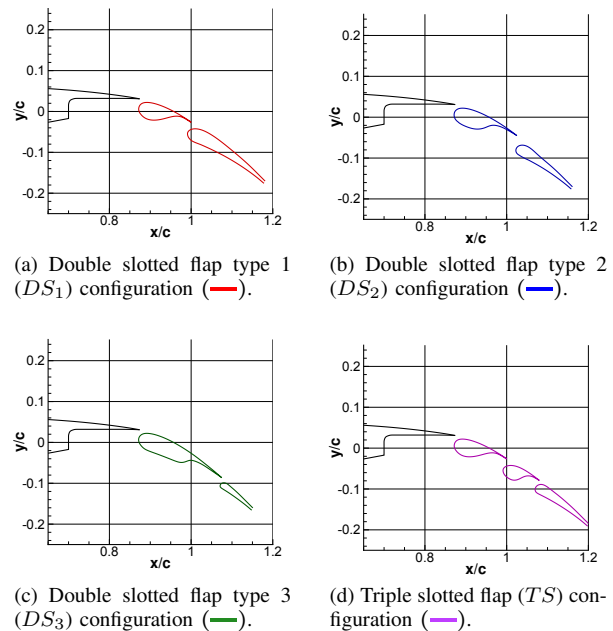 0.2
0.1
0
-0.1
-0.2
y/c
0.8
1
1.2
x/c
(a) Double slotted flap type 1
(DS1) configuration (—).
0.2
0.1
0
-0.1
-0.2
y/c
0.8
1
1.2
x/c
(b) Double slotted flap type 2
(DS2) configuration (—).
0.2
0.1
0
-0.1
-0.2
y/c
0.8
1
1.2
x/c
(c) Double slotted flap type 3
(DS3) configuration (—).
0.2
0.1
0
-0.1
-0.2
y/c
0.8
1
1.2
x/c
(d) Triple slotted flap (TS) con-
figuration (—).